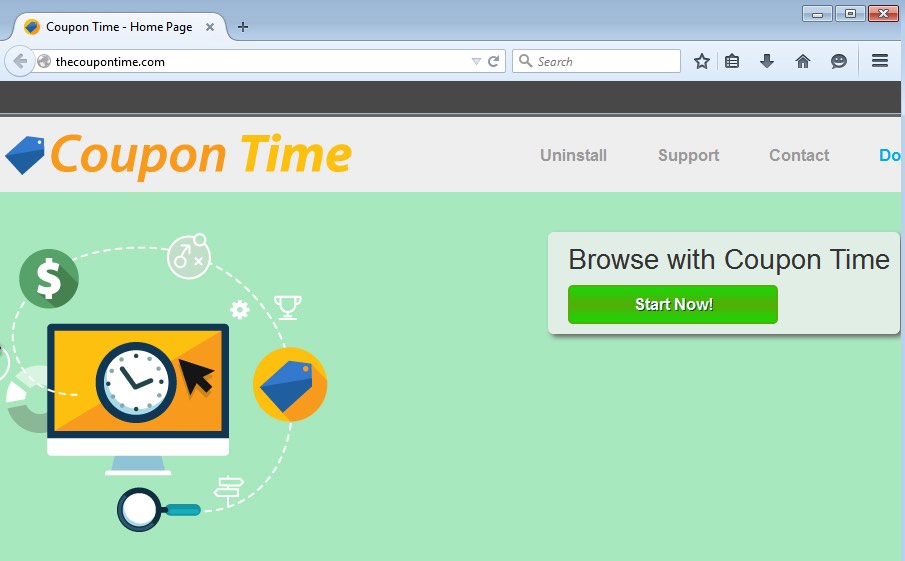 Coupon Time - Home Page
thecoupontime.com
Search
Coupon Time
Uninstall Support Contact Do
Browse with Coupon Time
Start Now!
$